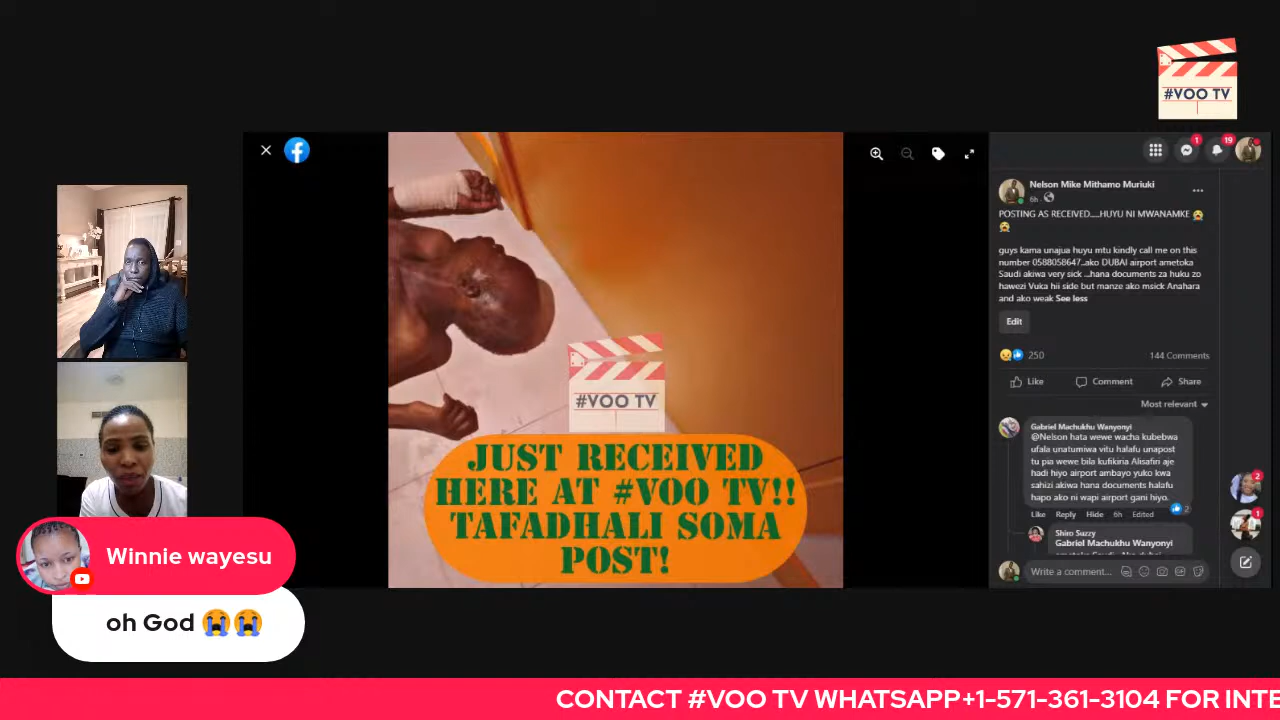 #VOO TV
1
19
Nelson Mike Mithamo Muriuki
6h
POSTING AS RECEIVED.....HUYU NI MWANAMKE 😭
😭
guys kama unajua huyu mtu kindly call me on this
number 0588058647..ako DUBAI airport ametoka
Saudi akiwa very sick ...hana documents za huku zo
hawezi Vuka hii side but manze ako msick Anahara
and ako weak See less
Edit
250
144 Comments
Like
Comment
Share
Most relevant
Gabriel Machukhu Wanyonyi
@Nelson hata wewe wacha kubebwa
ufala unatumiwa vitu halafu unapost
tu pia wewe bila kufikiria Alisafiri aje
hadi hiyo airport ambayo yuko kwa
sahizi akiwa hana documents halafu
hapo ako ni wapi airport gani hiyo.
2
Like Reply Hide 6h Edited
Shiro Suzzy
Gabriel Machukhu Wanyonyi
Write a comment...
2
1
#VOO TV
JUST RECEIVED
HERE AT #VOO TV!!
TAFADHALI SOMA
POST!
Winnie wayesu
oh God 😭😭
CONTACT #VOO TV WHATSAPP+1-571-361-3104 FOR INTE